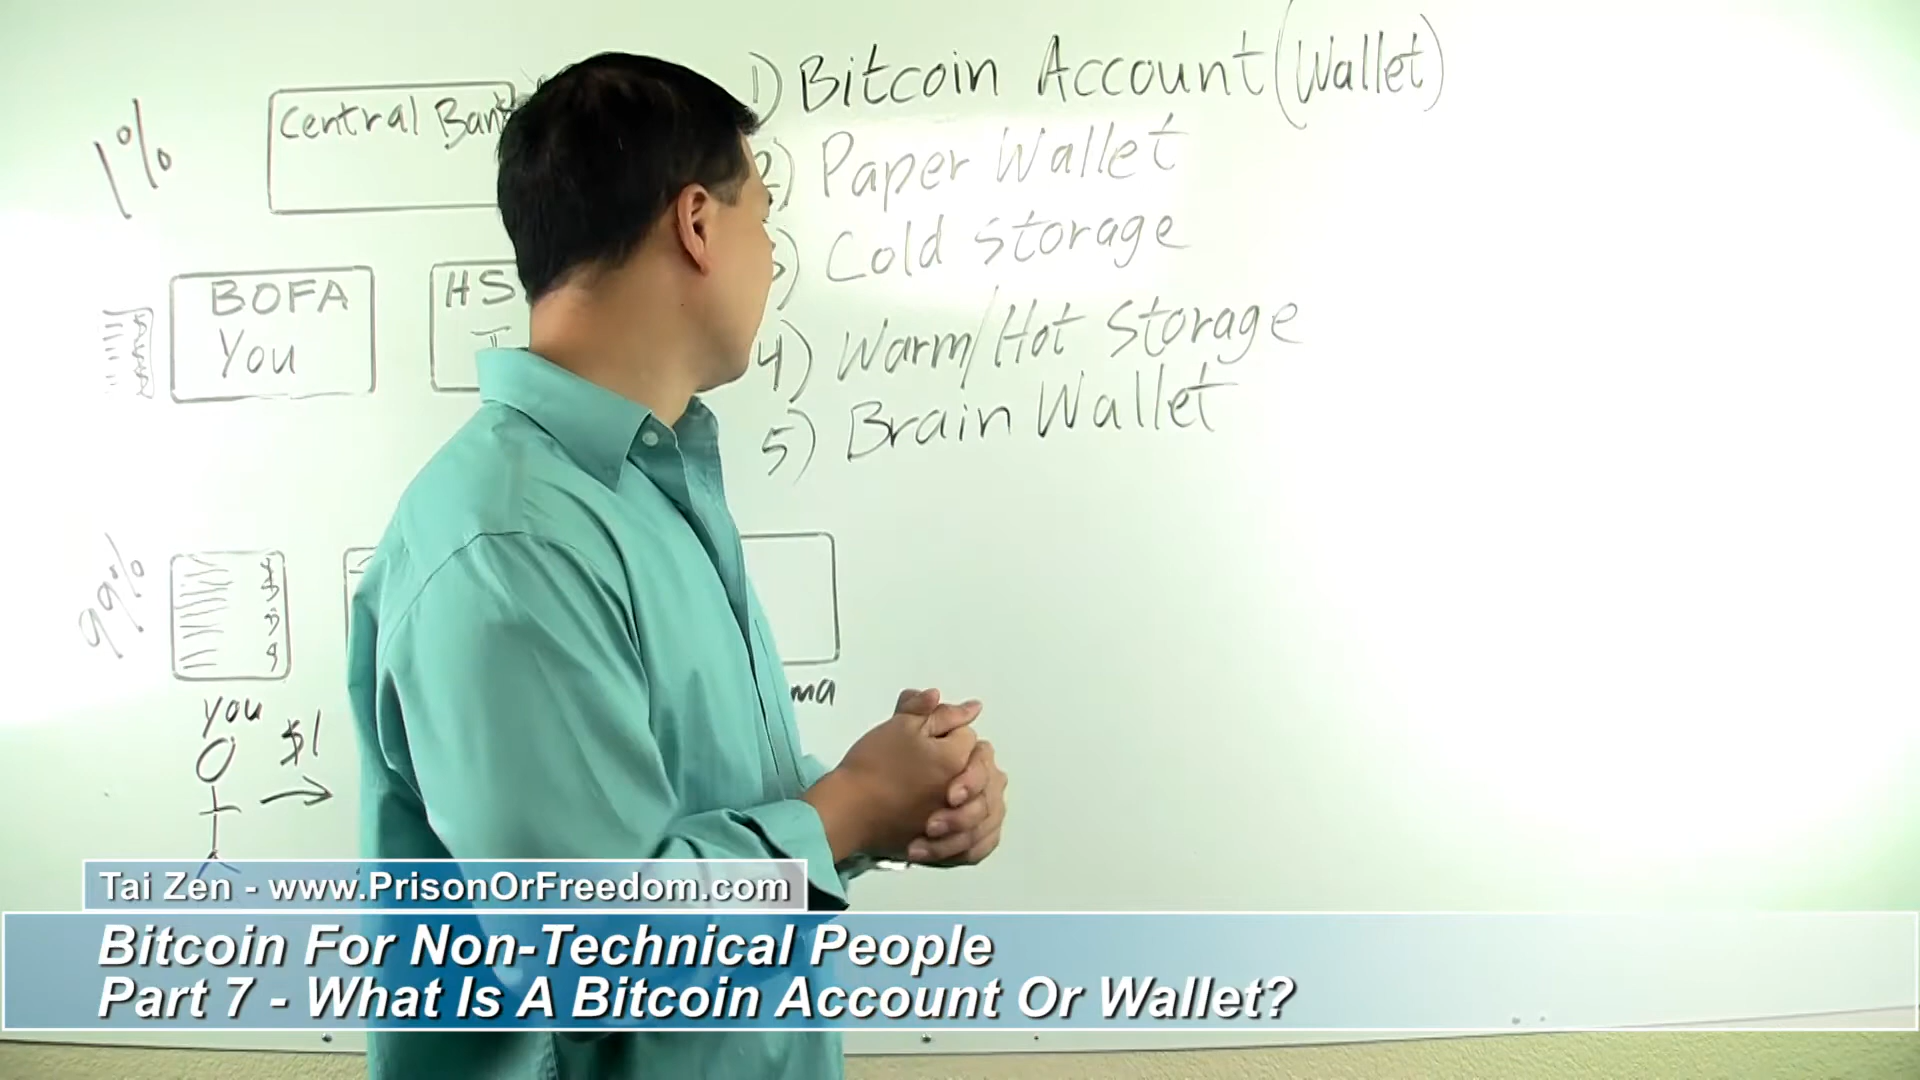 1) Bitcoin Account (Wallet)
2) Paper Wallet
3) Cold Storage
4) Warm/Hot Storage
5) Brain Wallet
1%
Central Bank
BOFA
You
HS
99%
you
$1
Tai Zen - www.PrisonOrFreedom.com
Bitcoin For Non-Technical People
Part 7 - What Is A Bitcoin Account Or Wallet?